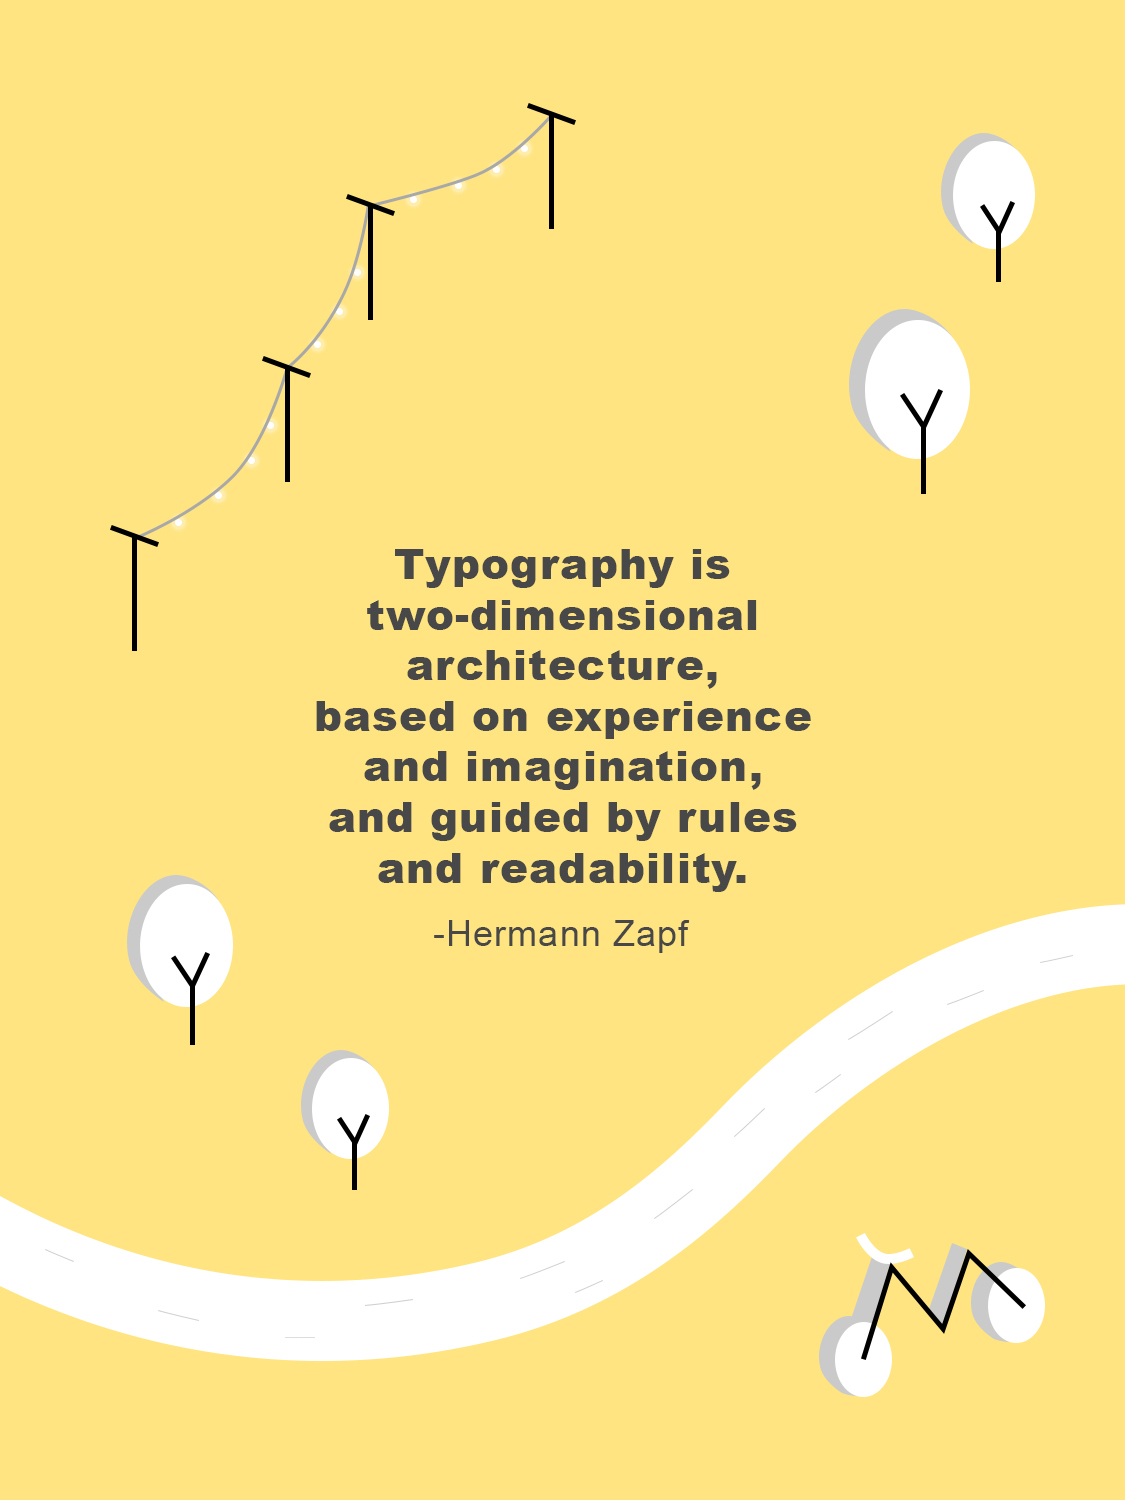 Typography is
two-dimensional
architecture,
based on experience
and imagination,
and guided by rules
and readability.
-Hermann Zapf